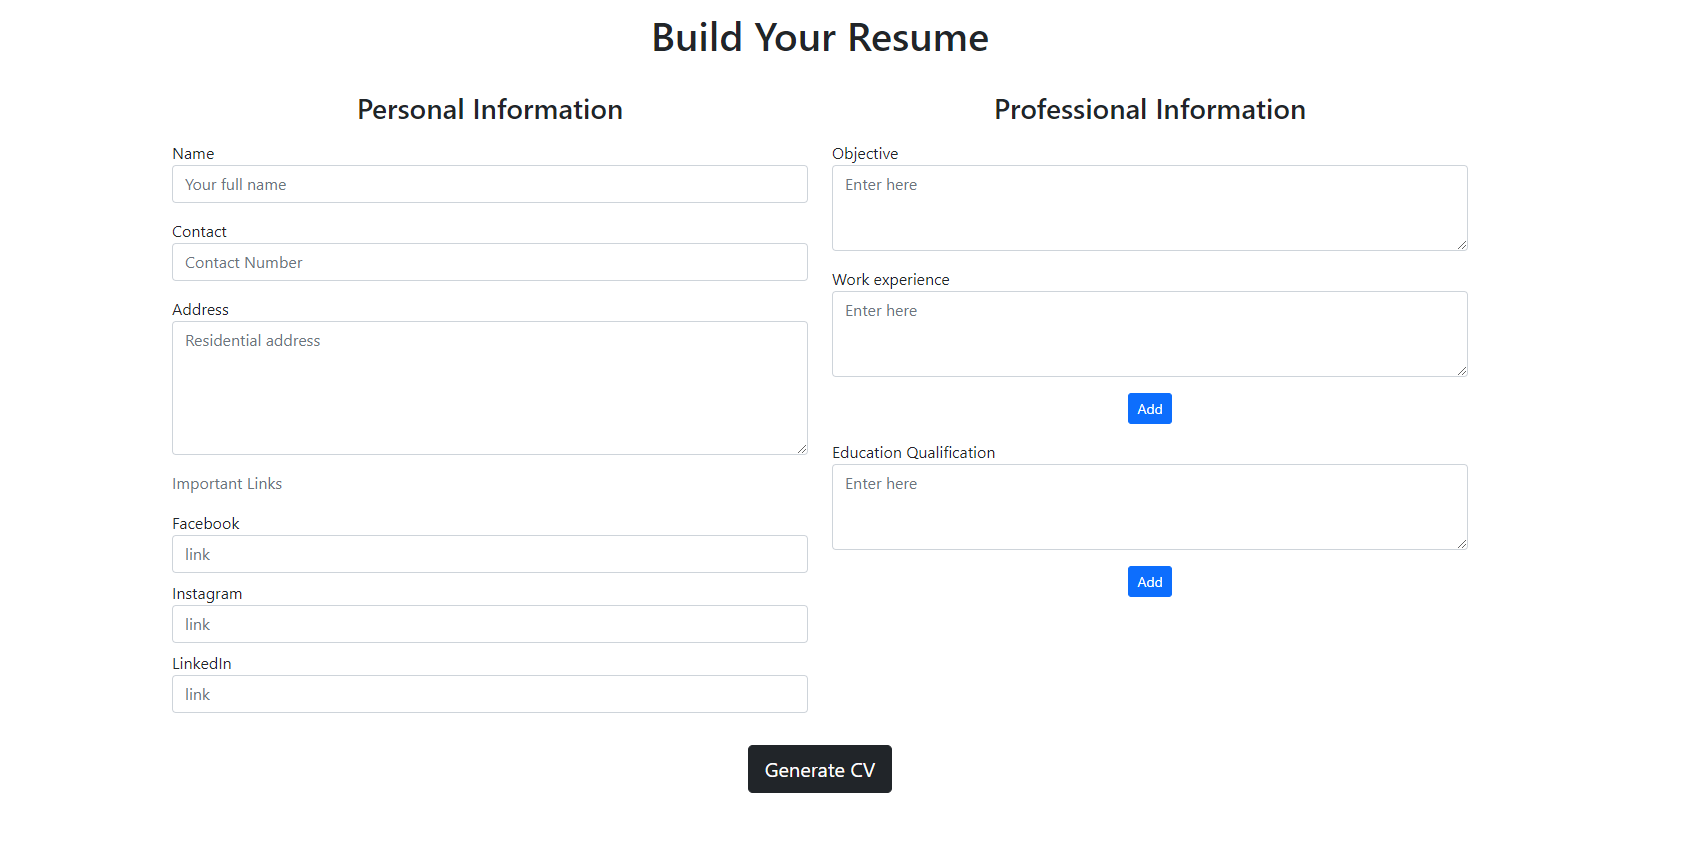 Build Your Resume
Personal Information
Name
Your full name
Contact
Contact Number
Address
Residential address
Important Links
Facebook
link
Instagram
link
LinkedIn
link
Professional Information
Objective
Enter here
Work experience
Enter here
Add
Education Qualification
Enter here
Add
Generate CV